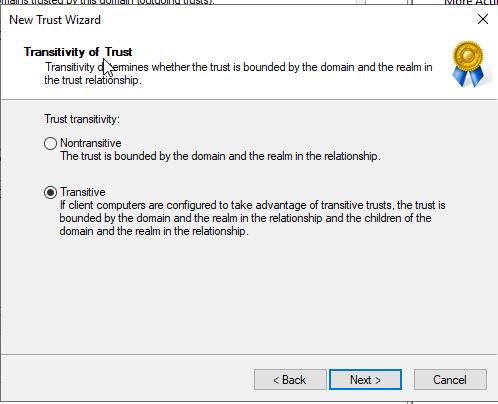 mains trusted by this domain (outgoing trusts):
More Acti
New Trust Wizard
Transitivity of Trust
Transitivity determines whether the trust is bounded by the domain and the realm in
the trust relationship.
Trust transitivity:
Nontransitive
The trust is bounded by the domain and the realm in the relationship.
Transitive
If client computers are configured to take advantage of transitive trusts, the trust is
bounded by the domain and the realm in the relationship and the children of the
domain and the realm in the relationship.
< Back
Next >
Cancel